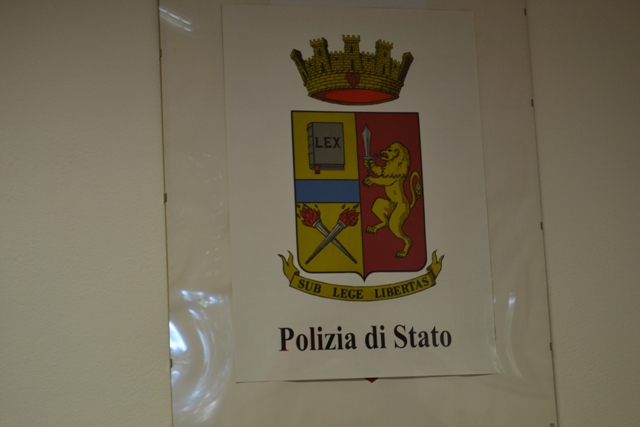 LEX
SUB LEGE LIBERTAS
Polizia di Stato